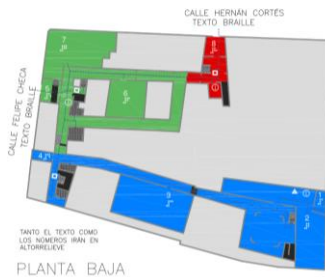 CALLE HERNÁN CORTÉS
TEXTO BRAILLE
CALLE FELIPE CHECA
TEXTO BRAILLE
7
TANTO EL TEXTO COMO
LOS NÚMEROS IRÁN EN
ALTORRELIEVE
PLANTA BAJA